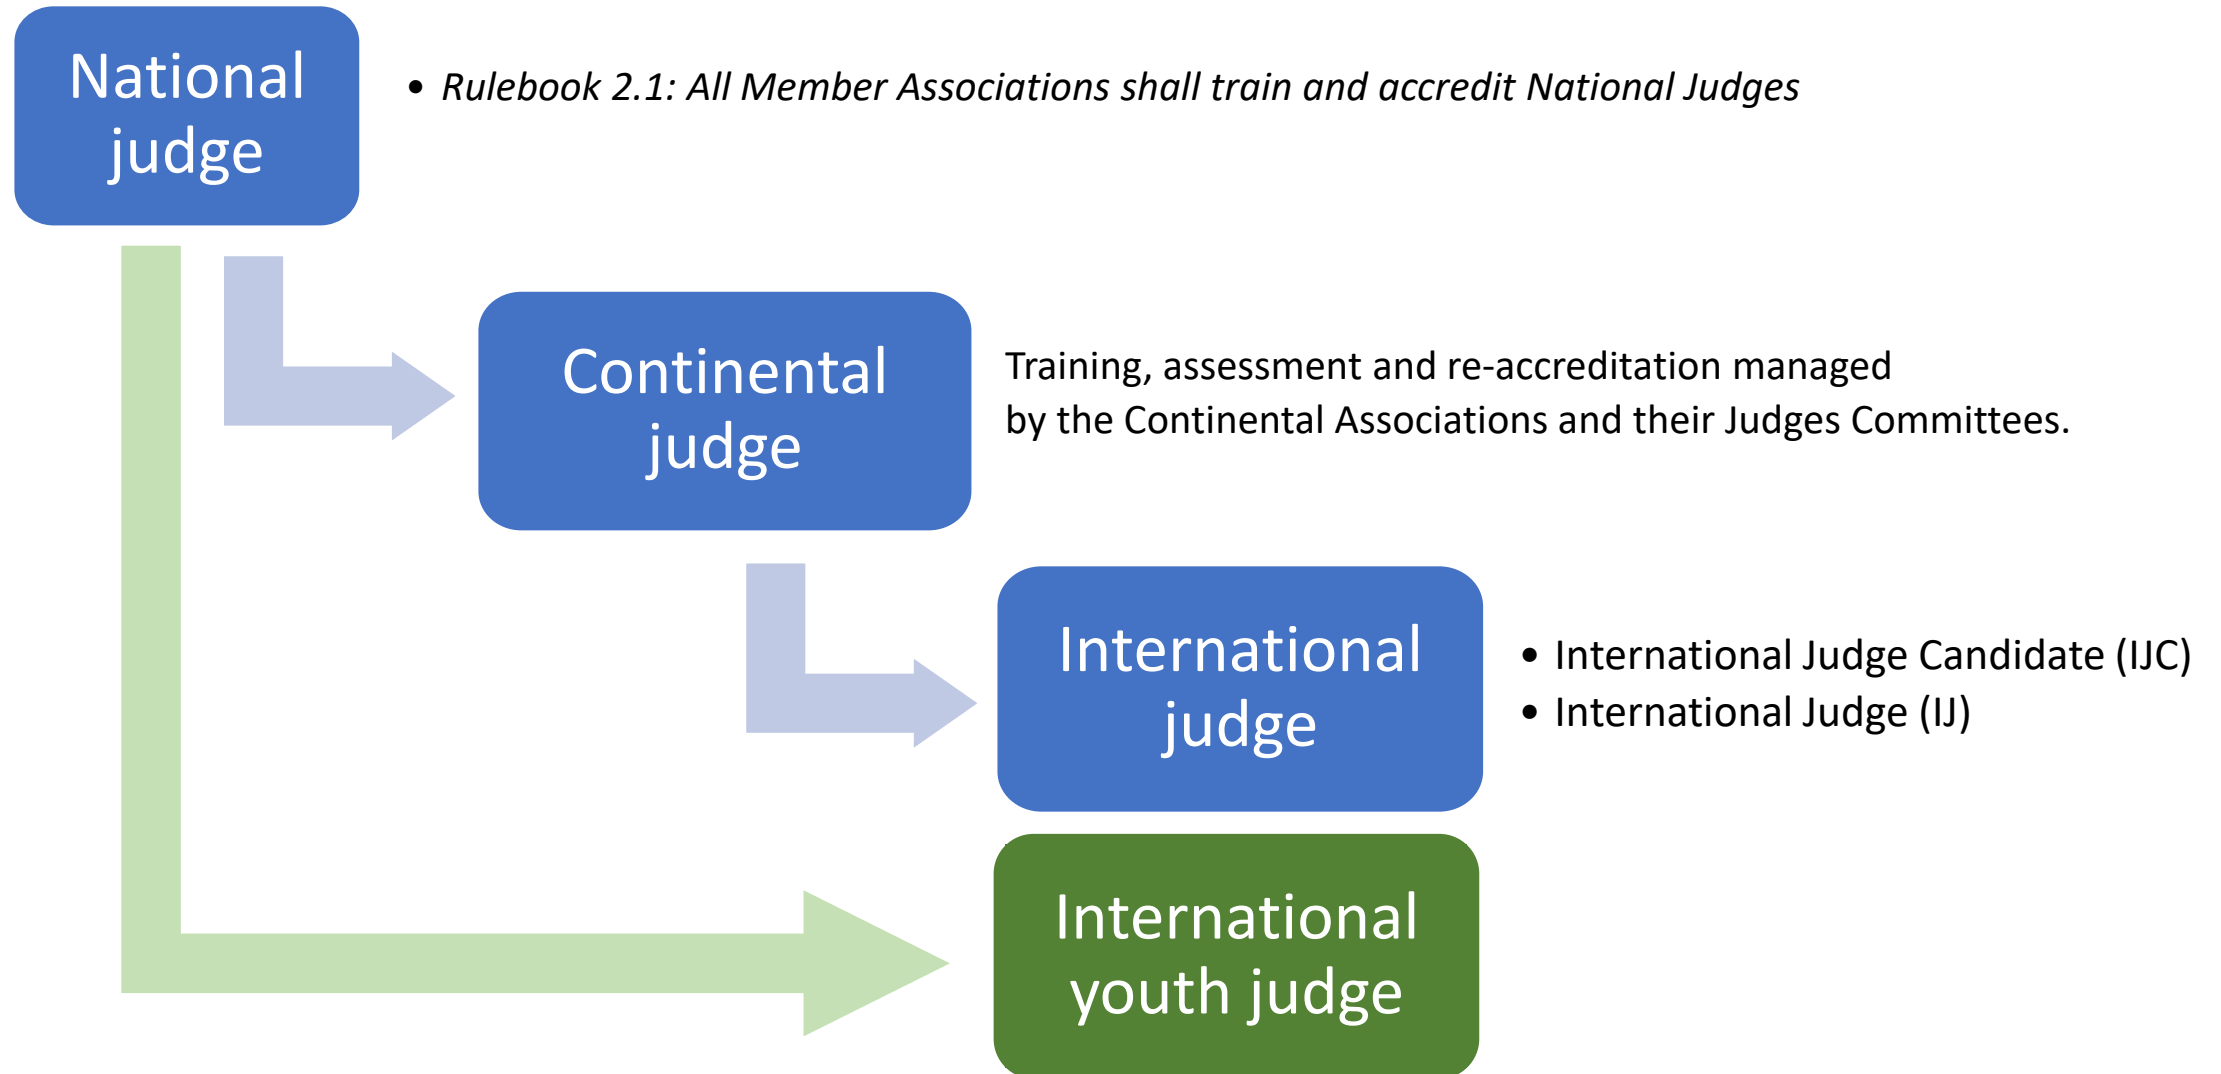 National
judge
• Rulebook 2.1: All Member Associations shall train and accredit National Judges
Continental
judge
Training, assessment and re-accreditation managed
by the Continental Associations and their Judges Committees.
International
judge
• International Judge Candidate (IJC)
• International Judge (IJ)
International
youth judge